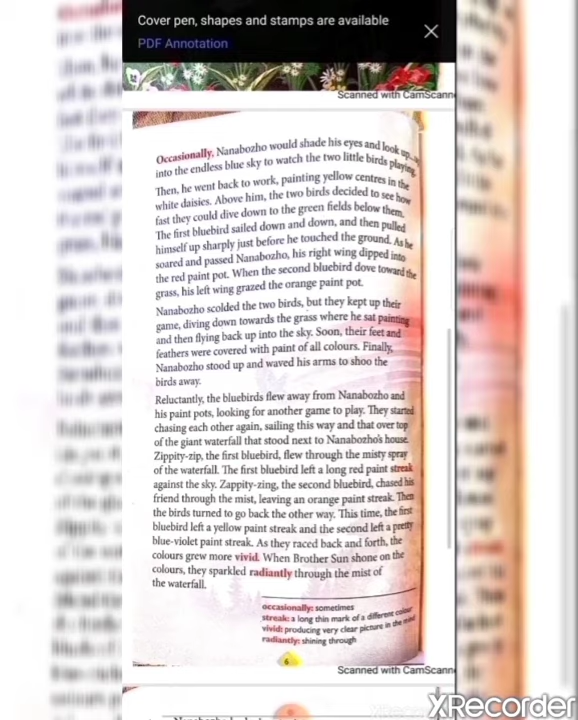 Cover pen, shapes and stamps are available
PDF Annotation
Scanned with CamScann
Occasionally, Nanabozho would shade his eyes and look up
into the endless blue sky to watch the two little birds playing.
Then, he went back to work, painting yellow centres in the
white daisies. Above him, the two birds decided to see how
fast they could dive down to the green fields below them.
The first bluebird sailed down and down, and then pulled
himself up sharply just before he touched the ground. As he
soared and passed Nanabozho, his right wing dipped into
the red paint pot. When the second bluebird dove toward the
grass, his left wing grazed the orange paint pot.
Nanabozho scolded the two birds, but they kept up their
game, diving down towards the grass where he sat painting
and then flying back up into the sky. Soon, their feet and
feathers were covered with paint of all colours. Finally,
Nanabozho stood up and waved his arms to shoo the
birds away.
Reluctantly, the bluebirds flew away from Nanabozho and
his paint pots, looking for another game to play. They started
chasing each other again, sailing this way and that over top
of the giant waterfall that stood next to Nanabozho's house.
Zippity-zip, the first bluebird, flew through the misty spray
of the waterfall. The first bluebird left a long red paint streak
against the sky. Zappity-zing, the second bluebird, chased his
friend through the mist, leaving an orange paint streak. Then
the birds turned to go back the other way. This time, the first
bluebird left a yellow paint streak and the second left a pretty
blue-violet paint streak. As they raced back and forth, the
colours grew more vivid. When Brother Sun shone on the
colours, they sparkled radiantly through the mist of
the waterfall.
occasionally: sometimes
streak: a long thin mark of a different colour
vivid: producing very clear picture in the mind
radiantly: shining through
6
Scanned with CamScann
XRecorder